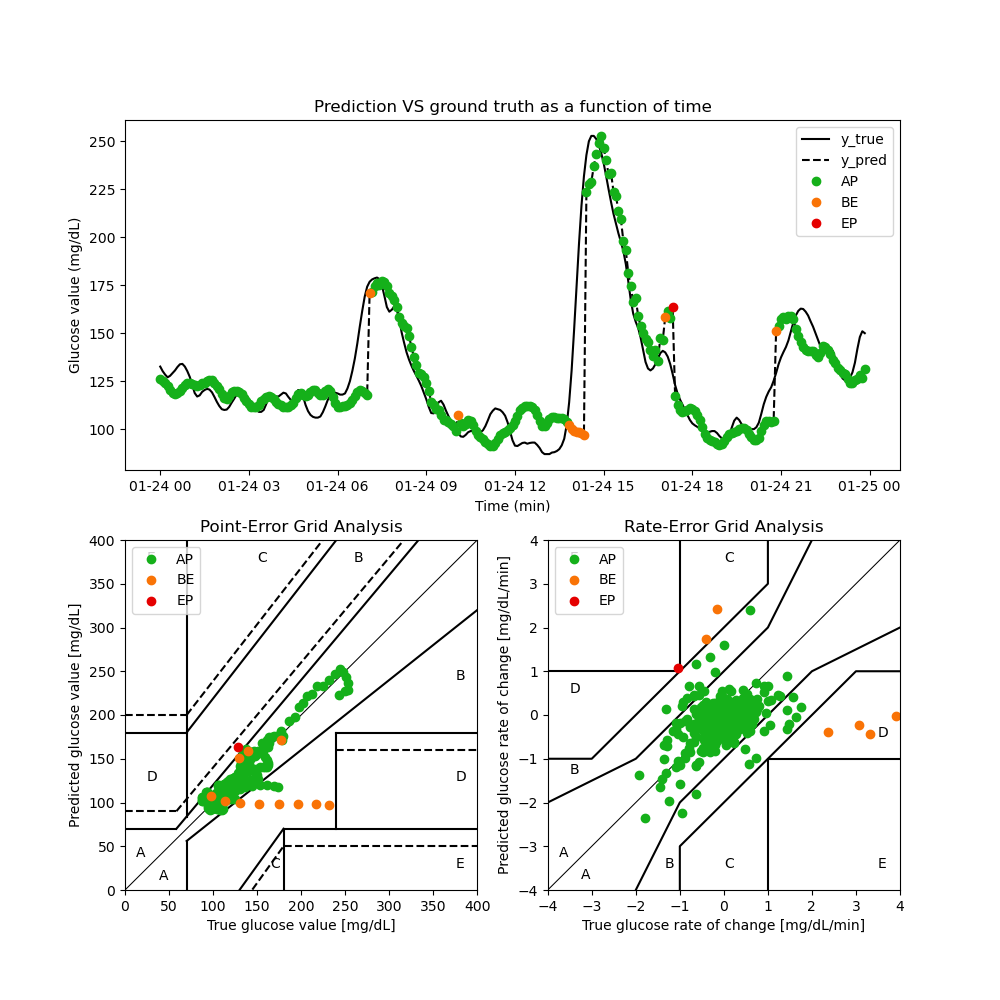 Prediction VS ground truth as a function of time
Glucose value (mg/dL)
250
225
200
175
150
125
100
y_true
y_pred
AP
BE
EP
01-24 00 01-24 03 01-24 06 01-24 09 01-24 12 01-24 15 01-24 18 01-24 21 01-25 00
Time (min)
Point-Error Grid Analysis
Predicted glucose value [mg/dL]
400
350
300
250
200
150
100
50
0
AP
BE
EP
C
B
B
D
D
A
A
C
E
0 50 100 150 200 250 300 350 400
True glucose value [mg/dL]
Rate-Error Grid Analysis
Predicted glucose rate of change [mg/dL/min]
4
3
2
1
0
−1
−2
−3
−4
AP
BE
EP
C
D
D
B
A
A
B
C
E
−4 −3 −2 −1 0 1 2 3 4
True glucose rate of change [mg/dL/min]